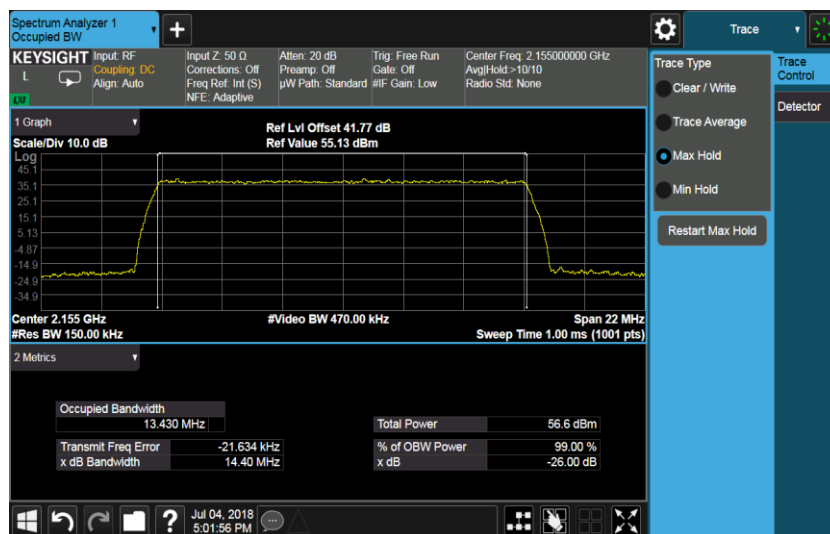 Spectrum Analyzer 1
Occupied BW
+
Trace
KEYSIGHT
L
LXI
Input: RF
Coupling: DC
Align: Auto
Input Z: 50 Ω
Corrections: Off
Freq Ref: Int (S)
NFE: Adaptive
Atten: 20 dB
Preamp: Off
µW Path: Standard
Trig: Free Run
Gate: Off
#IF Gain: Low
Center Freq: 2.155000000 GHz
Avg|Hold:>10/10
Radio Std: None
Trace Type
Clear / Write
Trace Average
Max Hold
Min Hold
Restart Max Hold
Trace
Control
Detector
1 Graph
Scale/Div 10.0 dB
Ref Lvl Offset 41.77 dB
Ref Value 55.13 dBm
Log
45.1
35.1
25.1
15.1
5.13
-4.87
-14.9
-24.9
-34.9
Center 2.155 GHz
#Res BW 150.00 kHz
#Video BW 470.00 kHz
Span 22 MHz
Sweep Time 1.00 ms (1001 pts)
2 Metrics
Occupied Bandwidth
13.430 MHz
Total Power 56.6 dBm
Transmit Freq Error -21.634 kHz
% of OBW Power 99.00 %
x dB Bandwidth 14.40 MHz
x dB -26.00 dB
?
Jul 04, 2018
5:01:56 PM